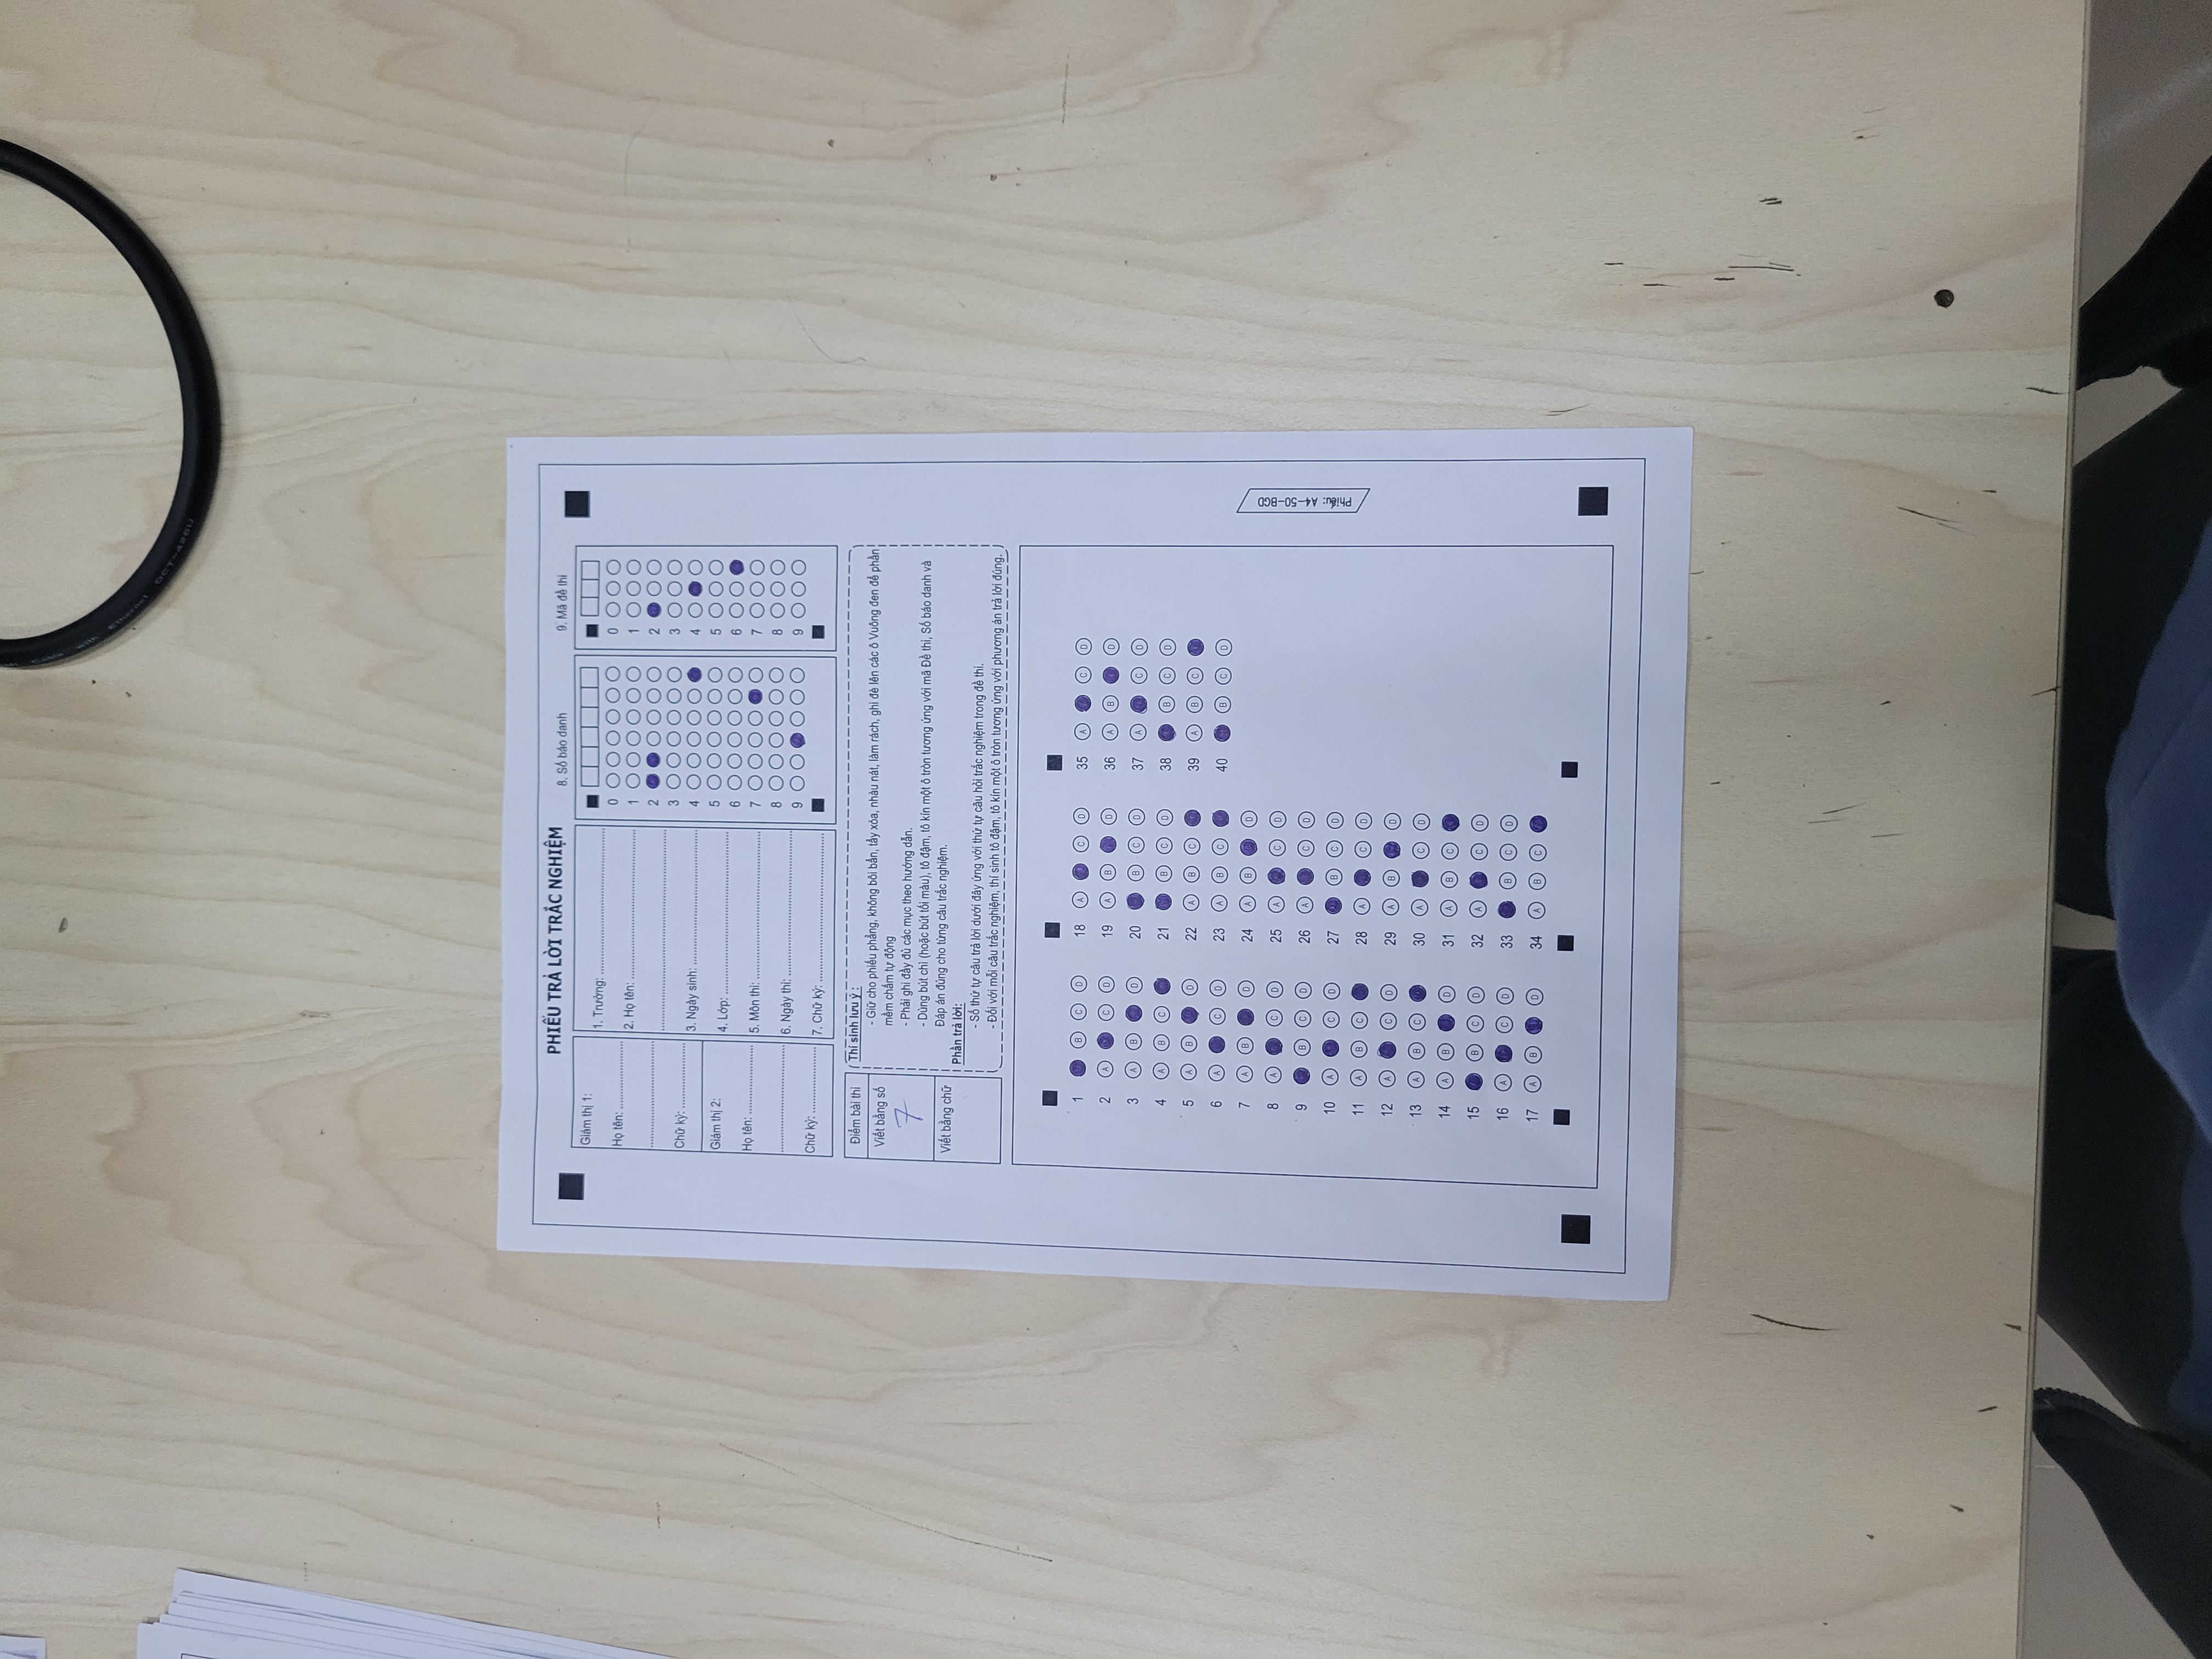 with Ethernet OCT-426U
PHIẾU TRẢ LỜI TRẮC NGHIỆM
8. Số báo danh
9. Mã đề thi
Giám thị 1:
Họ tên: ....................
................................
Chữ ký: ...................
Giám thị 2:
Họ tên: ....................
................................
Chữ ký: ...................
1. Trường: ..............................................
2. Họ tên: ...............................................
................................................................
3. Ngày sinh: ..........................................
4. Lớp: ....................................................
5. Môn thi: ..............................................
6. Ngày thi: .............................................
7. Chữ ký: ..............................................
0 0
1 1
2 2
3 3
4 4
5 5
6 6
7 7
8 8
9 9
Điểm bài thi
Viết bằng số
7
Viết bằng chữ
Thí sinh lưu ý :
- Giữ cho phiếu phẳng, không bôi bẩn, tẩy xóa, nhàu nát, làm rách, ghi đè lên các ô Vuông đen để phần
mềm chấm tự động
- Phải ghi đầy đủ các mục theo hướng dẫn.
- Dùng bút chì (hoặc bút tối màu), tô đậm, tô kín một ô tròn tương ứng với mã Đề thi, Số báo danh và
Đáp án đúng cho từng câu trắc nghiệm.
Phần trả lời:
- Số thứ tự câu trả lời dưới đây ứng với thứ tự câu hỏi trắc nghiệm trong đề thi.
- Đối với mỗi câu trắc nghiệm, thí sinh tô đậm, tô kín một ô tròn tương ứng với phương án trả lời đúng.
1 B C D
2 A C D
3 A B D
4 A B C
5 A B D
6 A C D
7 A B D
8 A C D
9 B C D
10 A C D
11 A B C
12 A C D
13 A B C
14 A B D
15 B C D
16 A C D
17 A B D
18 A C D
19 A B D
20 B C D
21 B C D
22 A B C
23 A B C
24 A B D
25 A C D
26 A C D
27 B C D
28 A C D
29 A B D
30 A C D
31 A B C
32 A C D
33 B C D
34 A B C
35 A C D
36 A B D
37 A C D
38 B C D
39 A B C
40 B C D
Phiếu: A4-50-BGD